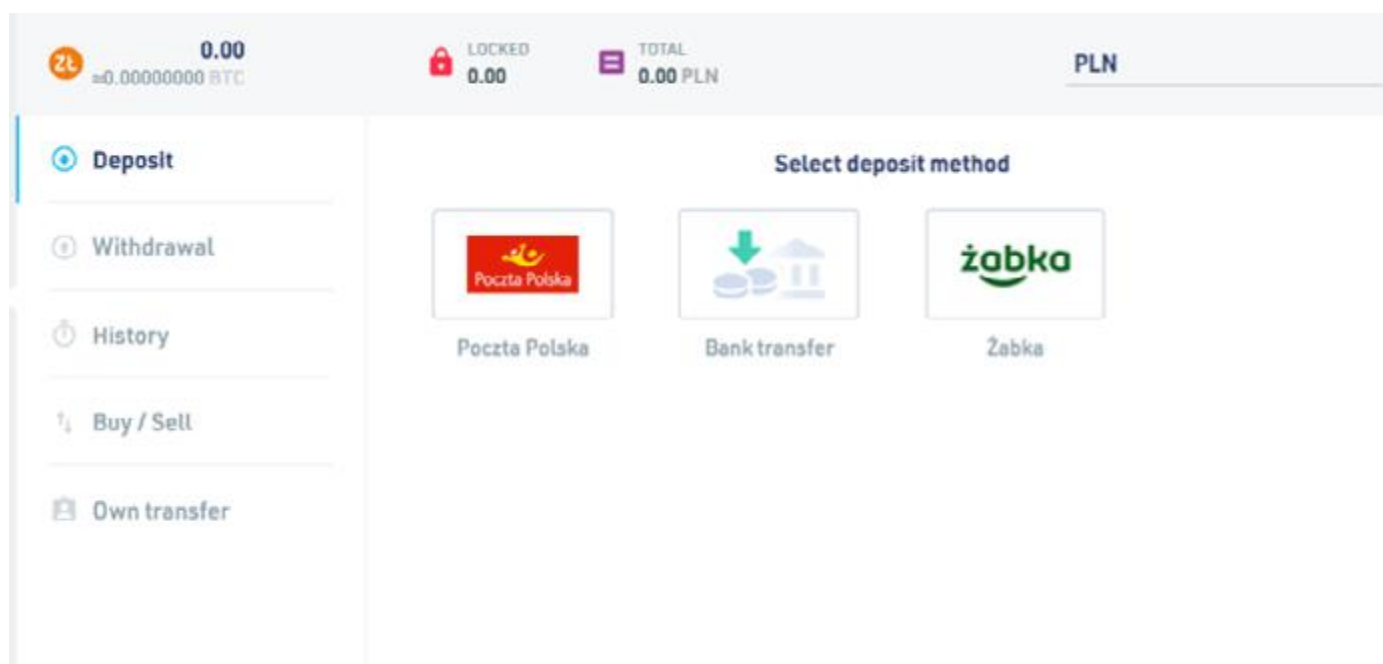 Zł
0.00
≈0.00000000 BTC
LOCKED
0.00
TOTAL
0.00 PLN
PLN
Deposit
Withdrawal
History
Buy / Sell
Own transfer
Select deposit method
Poczta Polska
Poczta Polska
Bank transfer
żabka
Żabka